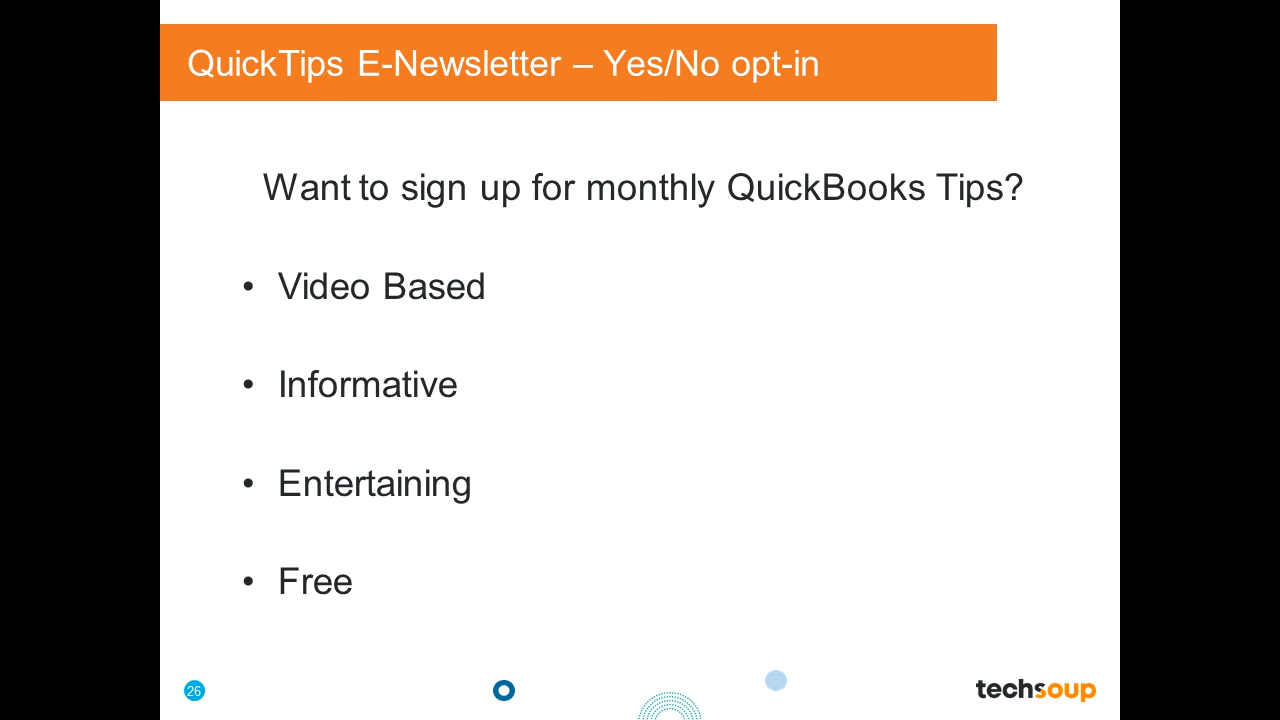 QuickTips E-Newsletter – Yes/No opt-in
Want to sign up for monthly QuickBooks Tips?
• Video Based
• Informative
• Entertaining
• Free
26
techsoup